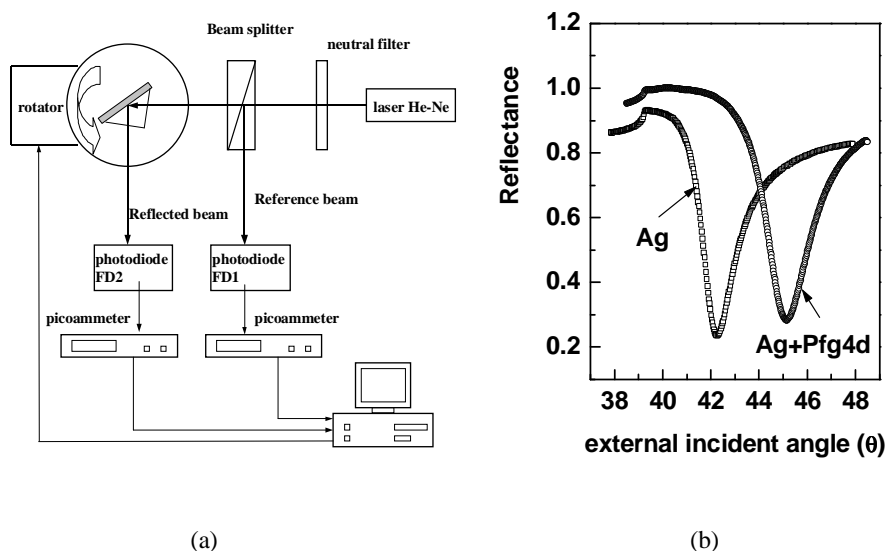 Beam splitter
neutral filter
rotator
laser He-Ne
Reflected beam
Reference beam
photodiode
FD2
photodiode
FD1
picoammeter
picoammeter
(a)
Reflectance
1.0
0.8
0.6
0.4
0.2
Ag
Ag+Pfg4d
38 40 42 44 46 48
external incident angle (θ)
(b)